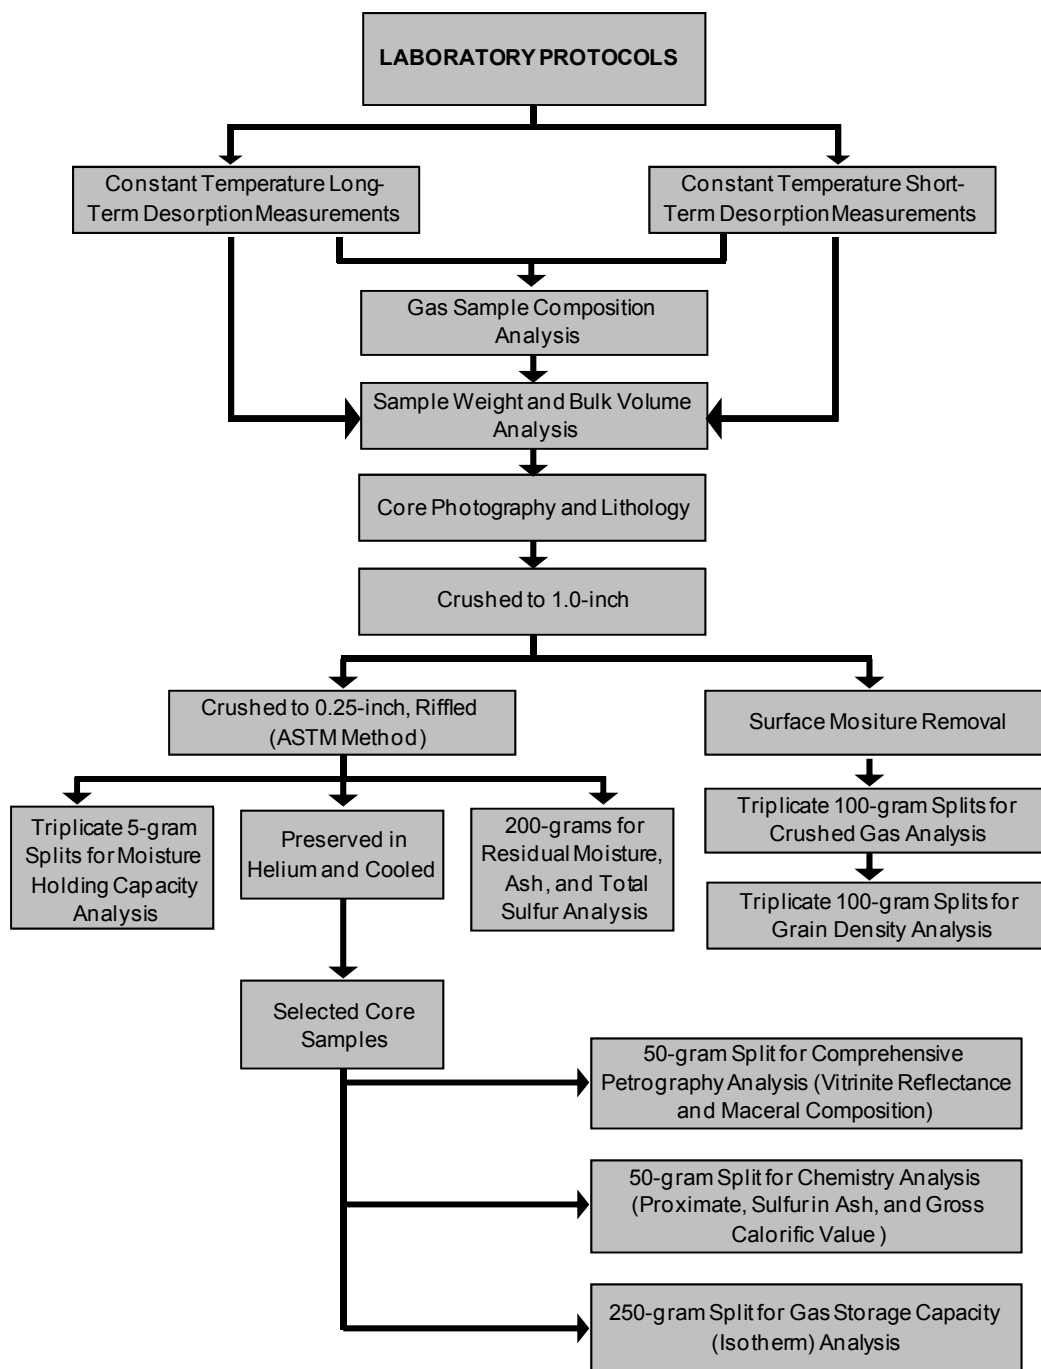 LABORATORY PROTOCOLS
Constant Temperature Long-
Term Desorption Measurements
Constant Temperature Short-
Term Desorption Measurements
Gas Sample Composition
Analysis
Sample Weight and Bulk Volume
Analysis
Core Photography and Lithology
Crushed to 1.0-inch
Crushed to 0.25-inch, Riffled
(ASTM Method)
Surface Mositure Removal
Triplicate 5-gram
Splits for Moisture
Holding Capacity
Analysis
Preserved in
Helium and Cooled
200-grams for
Residual Moisture,
Ash, and Total
Sulfur Analysis
Triplicate 100-gram Splits for
Crushed Gas Analysis
Triplicate 100-gram Splits for
Grain Density Analysis
Selected Core
Samples
50-gram Split for Comprehensive
Petrography Analysis (Vitrinite Reflectance
and Maceral Composition)
50-gram Split for Chemistry Analysis
(Proximate, Sulfur in Ash, and Gross
Calorific Value )
250-gram Split for Gas Storage Capacity
(Isotherm) Analysis